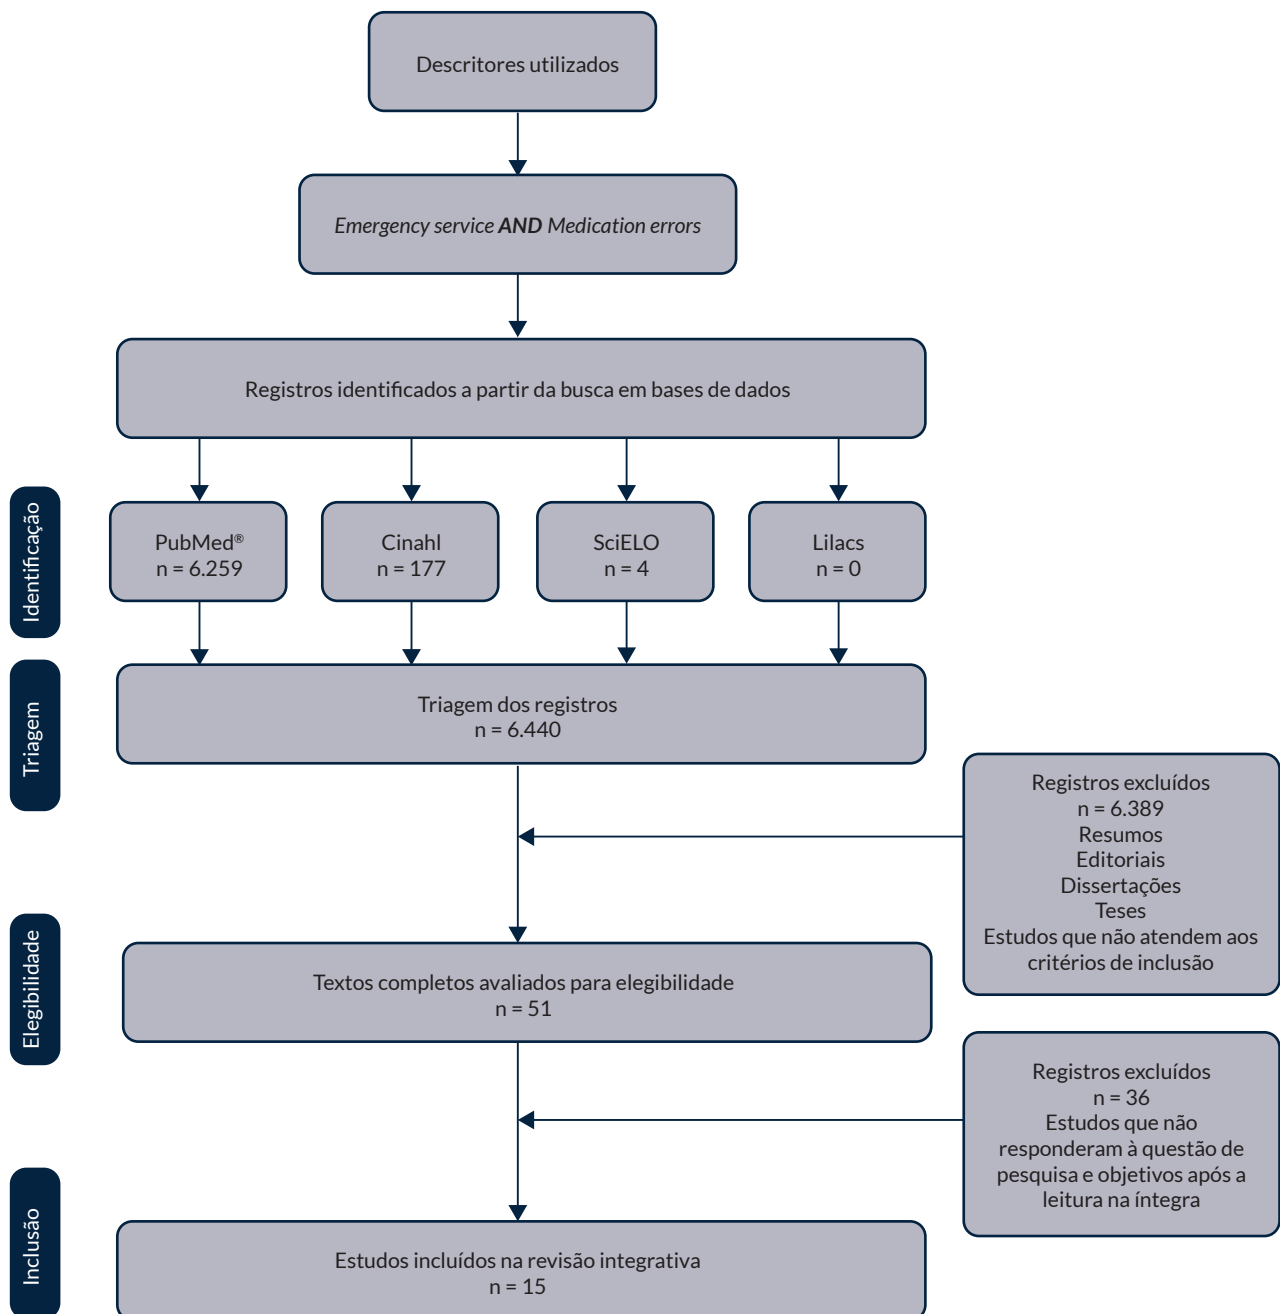 Descritores utilizados
Emergency service AND Medication errors
Registros identificados a partir da busca em bases de dados
Identificação
PubMed®
n = 6.259
Cinahl
n = 177
SciELO
n = 4
Lilacs
n = 0
Triagem
Triagem dos registros
n = 6.440
Registros excluídos
n = 6.389
Resumos
Editoriais
Dissertações
Teses
Estudos que não atendem aos
critérios de inclusão
Elegibilidade
Textos completos avaliados para elegibilidade
n = 51
Registros excluídos
n = 36
Estudos que não
responderam à questão de
pesquisa e objetivos após a
leitura na íntegra
Inclusão
Estudos incluídos na revisão integrativa
n = 15